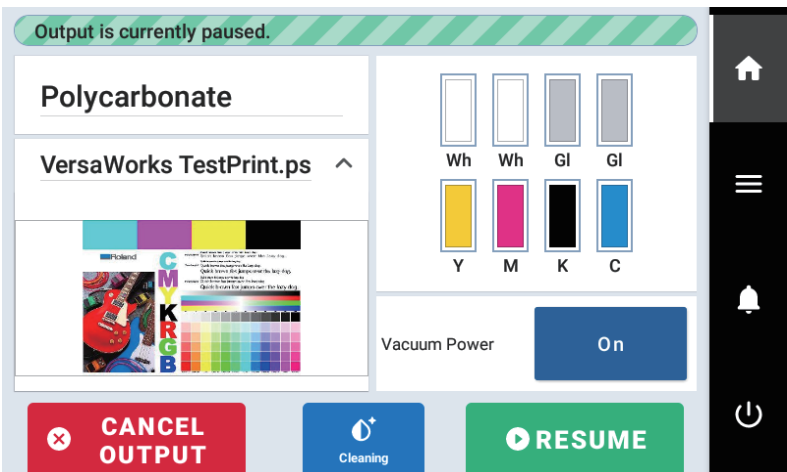 Output is currently paused.
Polycarbonate
VersaWorks TestPrint.ps
Roland
C
M
Y
K
R
G
B
Quick brown fox jumps over the lazy dog.
Quick brown fox jumps over the lazy dog.
Wh Wh Gl Gl
Y M K C
Vacuum Power
On
CANCEL
OUTPUT
Cleaning
RESUME